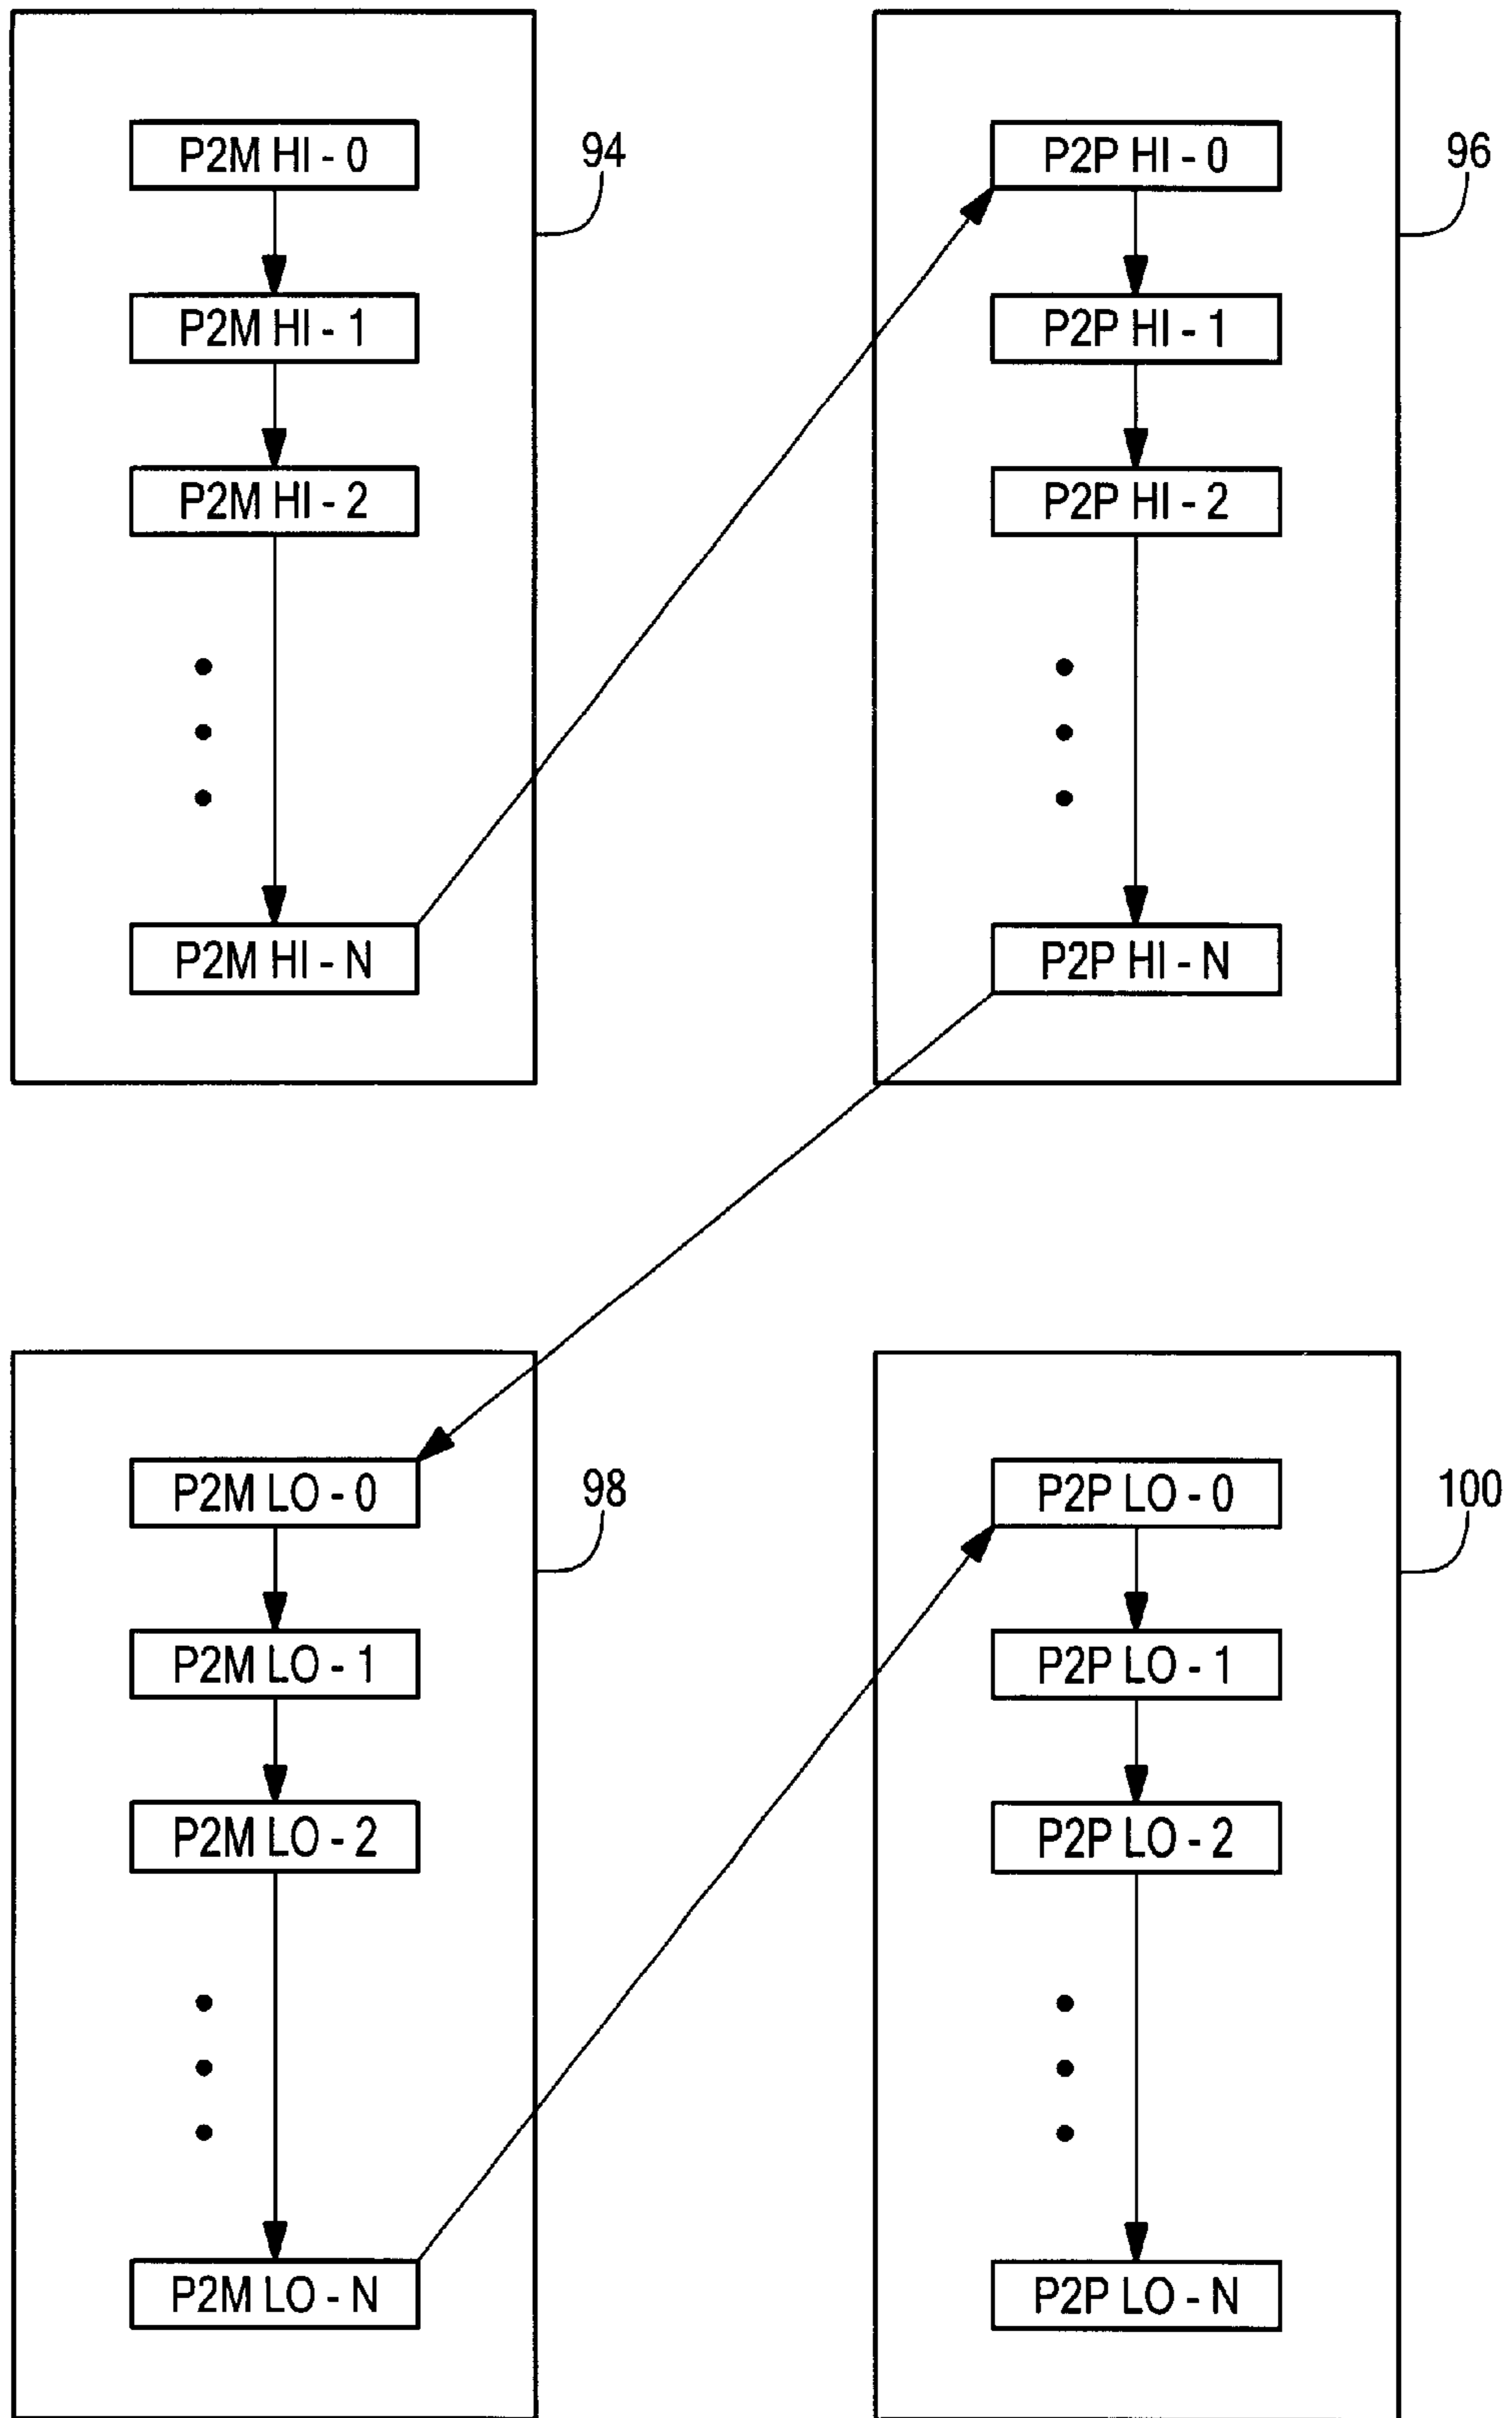 P2M HI - 0
94
P2M HI - 1
P2M HI - 2
P2M HI - N
P2P HI - 0
96
P2P HI - 1
P2P HI - 2
P2P HI - N
P2M LO - 0
98
P2M LO - 1
P2M LO - 2
P2M LO - N
P2P LO - 0
100
P2P LO - 1
P2P LO - 2
P2P LO - N